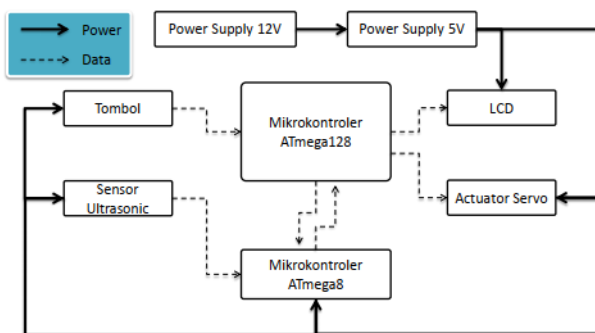 Power
Data
Power Supply 12V
Power Supply 5V
Tombol
Mikrokontroler
ATmega128
LCD
Sensor
Ultrasonic
Actuator Servo
Mikrokontroler
ATmega8